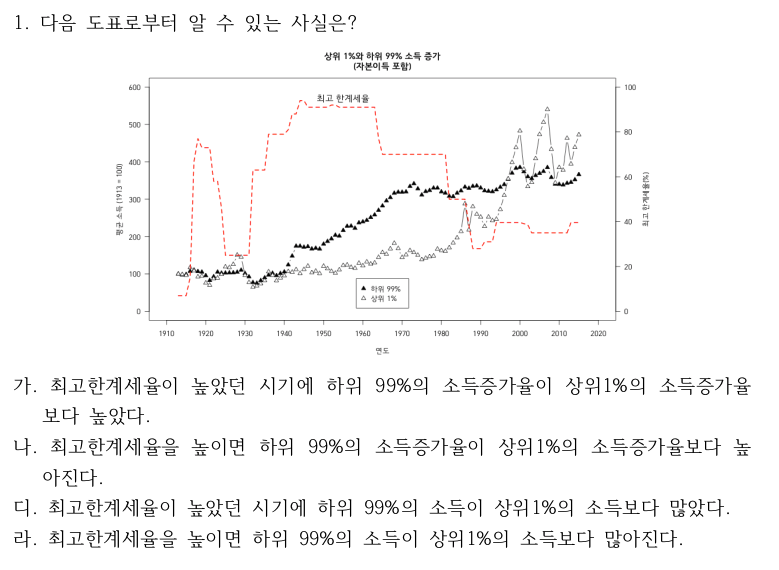 1. 다음 도표로부터 알 수 있는 사실은?
상위 1%와 하위 99% 소득 증가
(자본이득 포함)
최고 한계세율
600
500
400
300
200
100
0
평균 소득 (1913 = 100)
100
80
60
40
20
0
최고 한계세율(%)
▲ 하위 99%
△ 상위 1%
1910 1920 1930 1940 1950 1960 1970 1980 1990 2000 2010 2020
연도
가. 최고한계세율이 높았던 시기에 하위 99%의 소득증가율이 상위1%의 소득증가율
보다 높았다.
나. 최고한계세율을 높이면 하위 99%의 소득증가율이 상위1%의 소득증가율보다 높
아진다.
디. 최고한계세율이 높았던 시기에 하위 99%의 소득이 상위1%의 소득보다 많았다.
라. 최고한계세율을 높이면 하위 99%의 소득이 상위1%의 소득보다 많아진다.